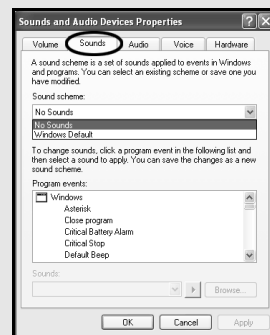 Sounds and Audio Devices Properties
Volume Sounds Audio Voice Hardware
A sound scheme is a set of sounds applied to events in Windows
and programs. You can select an existing scheme or save one you
have modified.
Sound scheme:
No Sounds
No Sounds
Windows Default
To change sounds, click a program event in the following list and
then select a sound to apply. You can save the changes as a new
sound scheme.
Program events:
Windows
Asterisk
Close program
Critical Battery Alarm
Critical Stop
Default Beep
Sounds:
Browse...
OK Cancel Apply